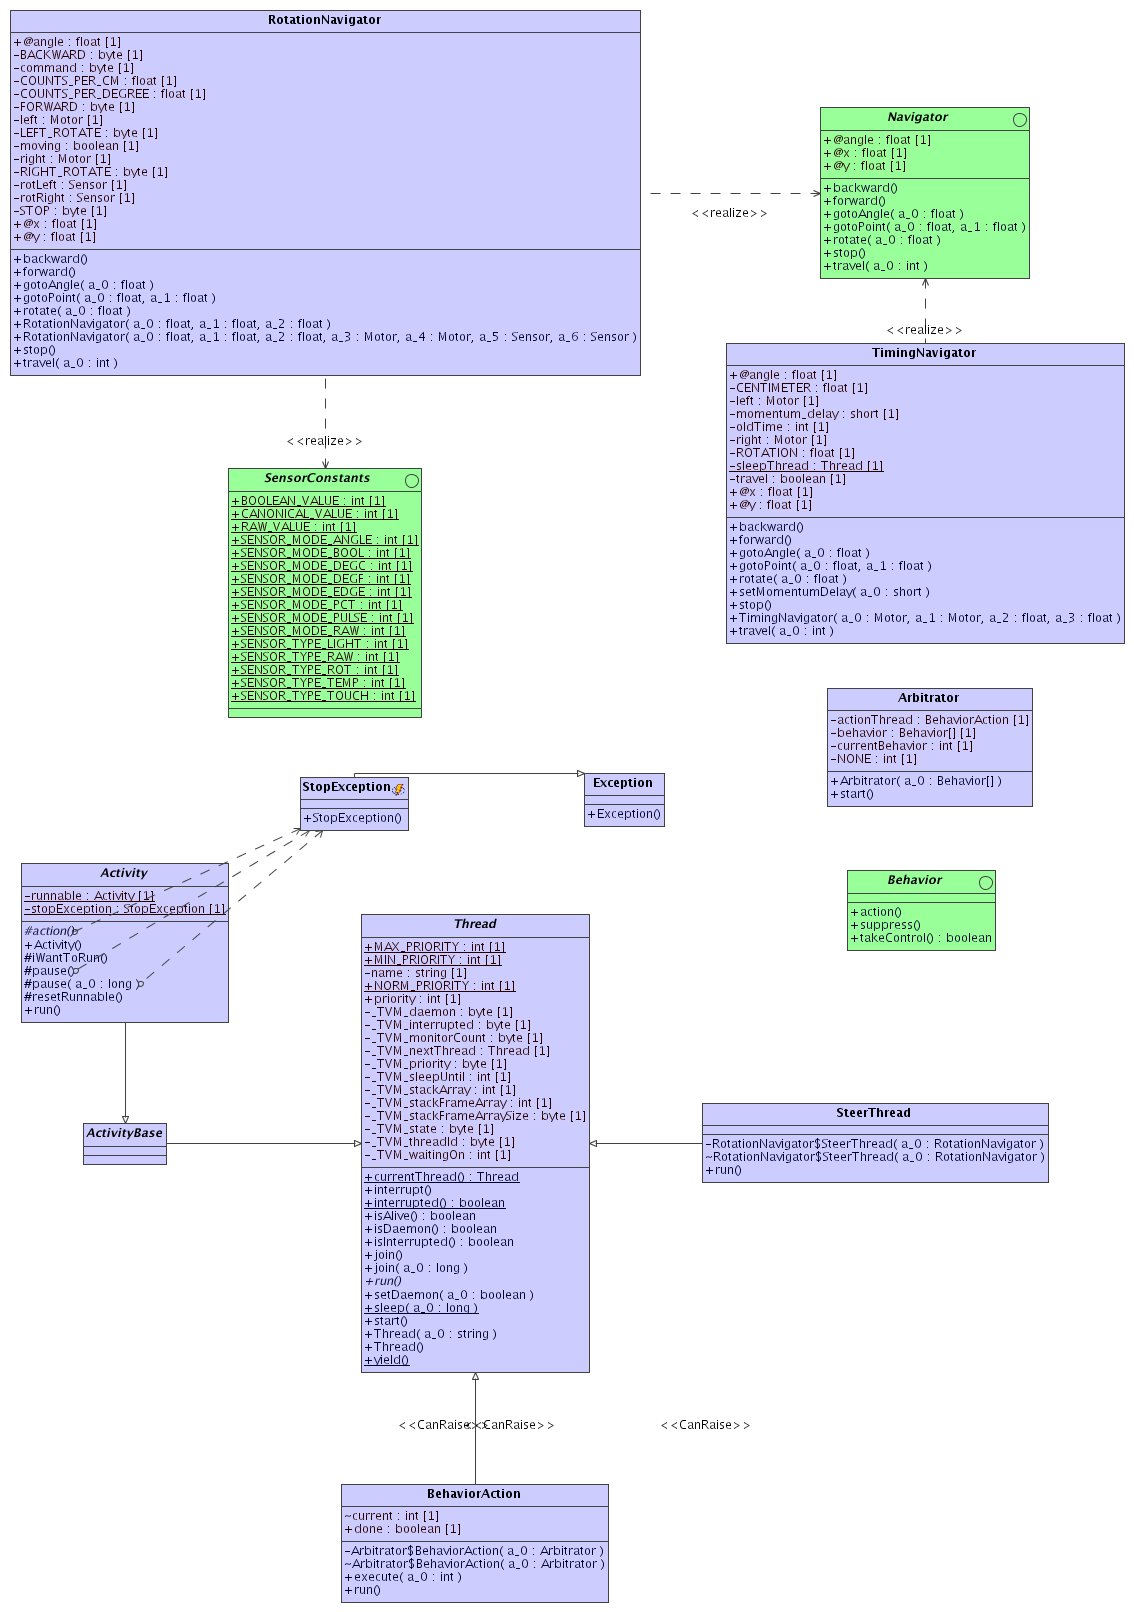 RotationNavigator
+@angle : float [1]
-BACKWARD : byte [1]
-command : byte [1]
-COUNTS_PER_CM : float [1]
-COUNTS_PER_DEGREE : float [1]
-FORWARD : byte [1]
-left : Motor [1]
-LEFT_ROTATE : byte [1]
-moving : boolean [1]
-right : Motor [1]
-RIGHT_ROTATE : byte [1]
-rotLeft : Sensor [1]
-rotRight : Sensor [1]
-STOP : byte [1]
+@x : float [1]
+@y : float [1]
+backward()
+forward()
+gotoAngle( a_0 : float )
+gotoPoint( a_0 : float, a_1 : float )
+rotate( a_0 : float )
+RotationNavigator( a_0 : float, a_1 : float, a_2 : float )
+RotationNavigator( a_0 : float, a_1 : float, a_2 : float, a_3 : Motor, a_4 : Motor, a_5 : Sensor, a_6 : Sensor )
+stop()
+travel( a_0 : int )
Navigator
+@angle : float [1]
+@x : float [1]
+@y : float [1]
+backward()
+forward()
+gotoAngle( a_0 : float )
+gotoPoint( a_0 : float, a_1 : float )
+rotate( a_0 : float )
+stop()
+travel( a_0 : int )
<<realize>>
<<realize>>
<<realize>>
TimingNavigator
+@angle : float [1]
-CENTIMETER : float [1]
-left : Motor [1]
-momentum_delay : short [1]
-oldTime : int [1]
-right : Motor [1]
-ROTATION : float [1]
-sleepThread : Thread [1]
-travel : boolean [1]
+@x : float [1]
+@y : float [1]
+backward()
+forward()
+gotoAngle( a_0 : float )
+gotoPoint( a_0 : float, a_1 : float )
+rotate( a_0 : float )
+setMomentumDelay( a_0 : short )
+stop()
+TimingNavigator( a_0 : Motor, a_1 : Motor, a_2 : float, a_3 : float )
+travel( a_0 : int )
SensorConstants
+BOOLEAN_VALUE : int [1]
+CANONICAL_VALUE : int [1]
+RAW_VALUE : int [1]
+SENSOR_MODE_ANGLE : int [1]
+SENSOR_MODE_BOOL : int [1]
+SENSOR_MODE_DEGC : int [1]
+SENSOR_MODE_DEGF : int [1]
+SENSOR_MODE_EDGE : int [1]
+SENSOR_MODE_PCT : int [1]
+SENSOR_MODE_PULSE : int [1]
+SENSOR_MODE_RAW : int [1]
+SENSOR_TYPE_LIGHT : int [1]
+SENSOR_TYPE_RAW : int [1]
+SENSOR_TYPE_ROT : int [1]
+SENSOR_TYPE_TEMP : int [1]
+SENSOR_TYPE_TOUCH : int [1]
Arbitrator
-actionThread : BehaviorAction [1]
-behavior : Behavior[] [1]
-currentBehavior : int [1]
-NONE : int [1]
+Arbitrator( a_0 : Behavior[] )
+start()
StopException
+StopException()
Exception
+Exception()
Activity
-runnable : Activity [1]
-stopException : StopException [1]
#action()
+Activity()
#iWantToRun()
#pause()
#pause( a_0 : long )
#resetRunnable()
+run()
Behavior
+action()
+suppress()
+takeControl() : boolean
Thread
+MAX_PRIORITY : int [1]
+MIN_PRIORITY : int [1]
-name : string [1]
+NORM_PRIORITY : int [1]
+priority : int [1]
-_TVM_daemon : byte [1]
-_TVM_interrupted : byte [1]
-_TVM_monitorCount : byte [1]
-_TVM_nextThread : Thread [1]
-_TVM_priority : byte [1]
-_TVM_sleepUntil : int [1]
-_TVM_stackArray : int [1]
-_TVM_stackFrameArray : int [1]
-_TVM_stackFrameArraySize : byte [1]
-_TVM_state : byte [1]
-_TVM_threadId : byte [1]
-_TVM_waitingOn : int [1]
+currentThread() : Thread
+interrupt()
+interrupted() : boolean
+isAlive() : boolean
+isDaemon() : boolean
+isInterrupted() : boolean
+join()
+join( a_0 : long )
+run()
+setDaemon( a_0 : boolean )
+sleep( a_0 : long )
+start()
+Thread( a_0 : string )
+Thread()
+yield()
ActivityBase
SteerThread
-RotationNavigator$SteerThread( a_0 : RotationNavigator )
~RotationNavigator$SteerThread( a_0 : RotationNavigator )
+run()
<<CanRaise>>
<<CanRaise>>
<<CanRaise>>
BehaviorAction
~current : int [1]
+done : boolean [1]
-Arbitrator$BehaviorAction( a_0 : Arbitrator )
~Arbitrator$BehaviorAction( a_0 : Arbitrator )
+execute( a_0 : int )
+run()